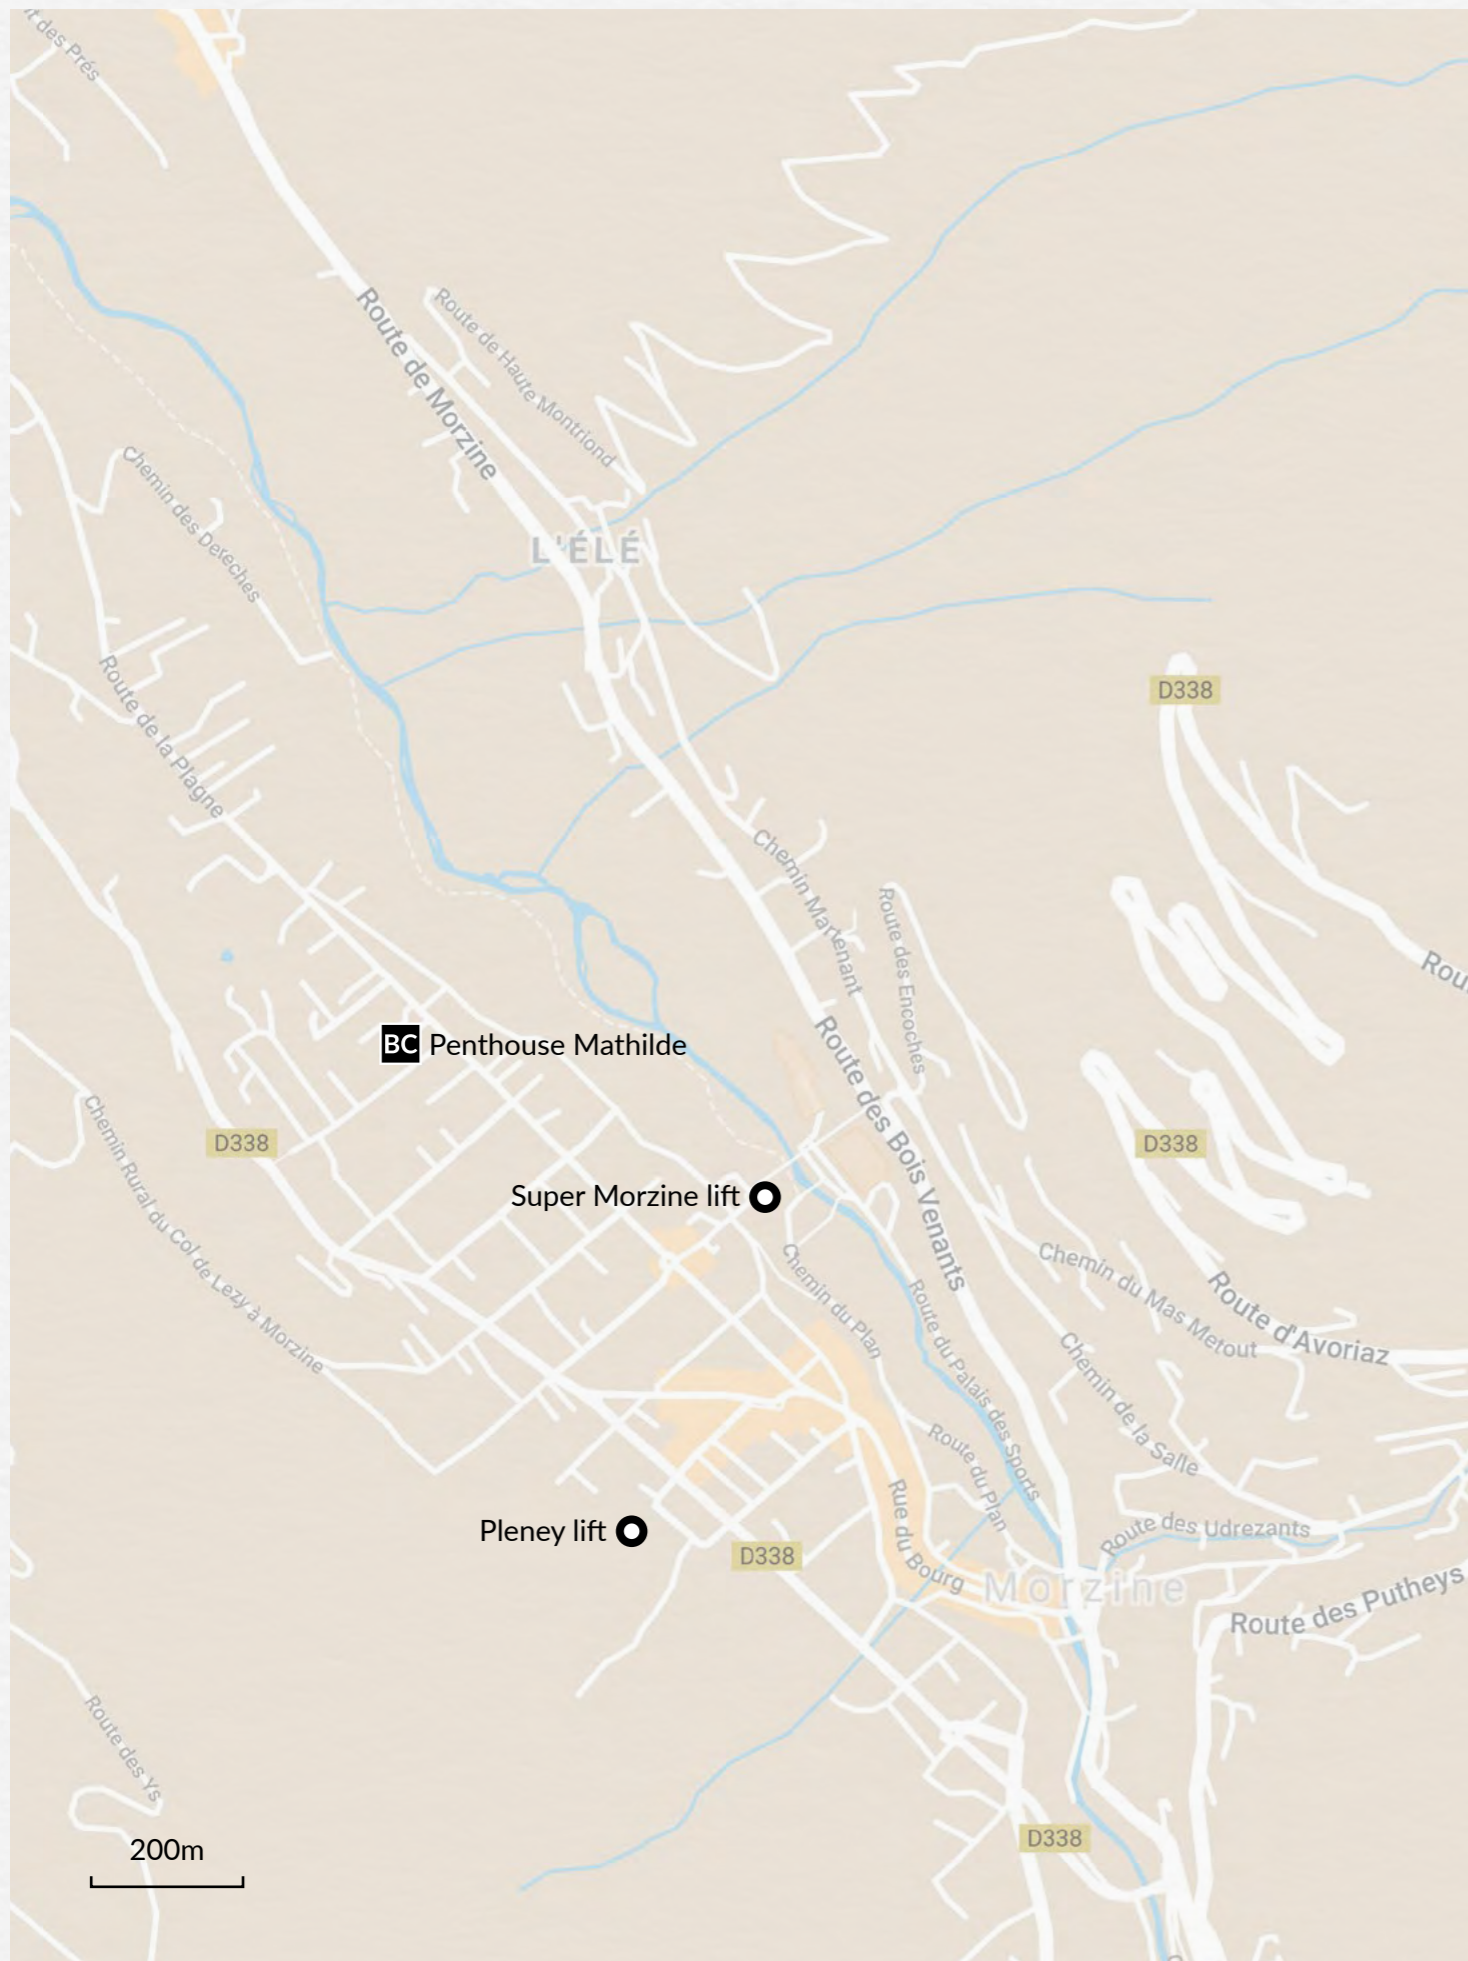 t des Prés
Route de Morzine
Route de Haute Montriond
Chemin des Dereches
L'ÉLÉ
Route de la Plagne
D338
Chemin Martenant
Route des Encoches
Rou
BC Penthouse Mathilde
Route des Bois Venants
Chemin Rural du Col de Lezy à Morzine
D338
D338
Super Morzine lift
Chemin du Plan
Route du Palais des Sports
Chemin du Mas Metout
Route d'Avoriaz
Chemin de la Salle
Route du Plan
Rue du Bourg
Pleney lift
D338
Route des Udrezants
Morzine
Route des Putheys
Route des Ys
200m
D338